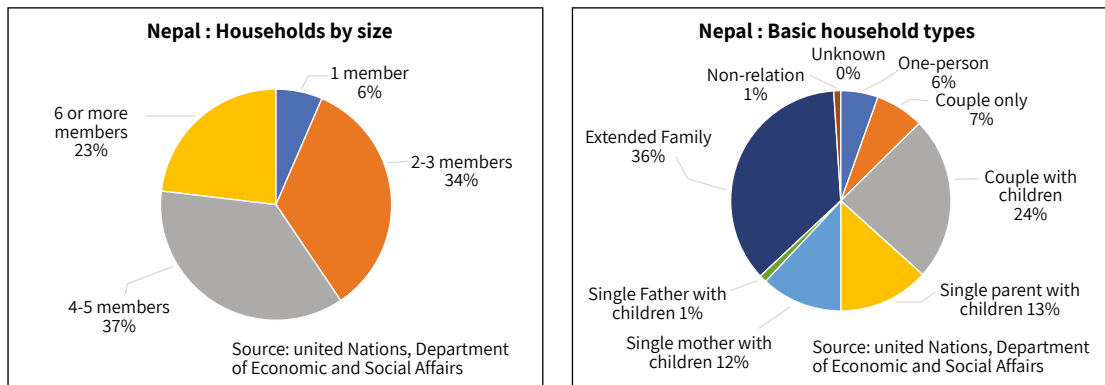 Nepal : Households by size
1 member
6%
6 or more
members
23%
2-3 members
34%
4-5 members
37%
Source: united Nations, Department
of Economic and Social Affairs
Nepal : Basic household types
Unknown
0%
One-person
6%
Non-relation
1%
Couple only
7%
Extended Family
36%
Couple with
children
24%
Single Father with
children 1%
Single parent with
children 13%
Single mother with
children 12%
Source: united Nations, Department
of Economic and Social Affairs